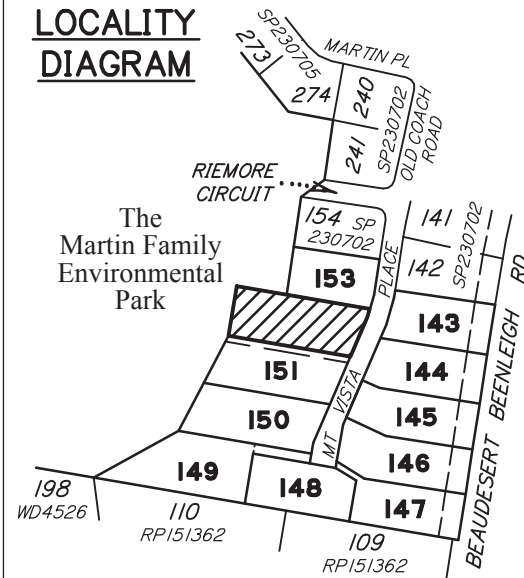 LOCALITY
DIAGRAM
SP230705
273
274
MARTIN PL
240
241
SP230702
OLD COACH
ROAD
RIEMORE
CIRCUIT
The
Martin Family
Environmental
Park
154 SP
230702
153
PLACE
141
142
SP230702
143
144
145
146
147
151
150
149
148
MT VISTA
BEAUDESERT BEENLEIGH RD
198
WD4526
110
RP151362
109
RP151362